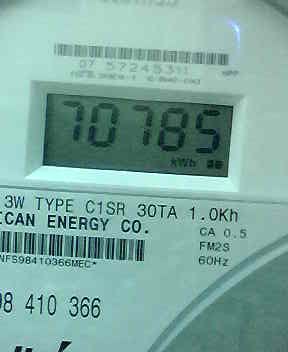 07 57245311
70785
kWh
3W TYPE C1SR 30TA 1.0Kh
ICAN ENERGY CO.
CA 0.5
FM2S
60Hz
NFS98410366MEC*
98 410 366